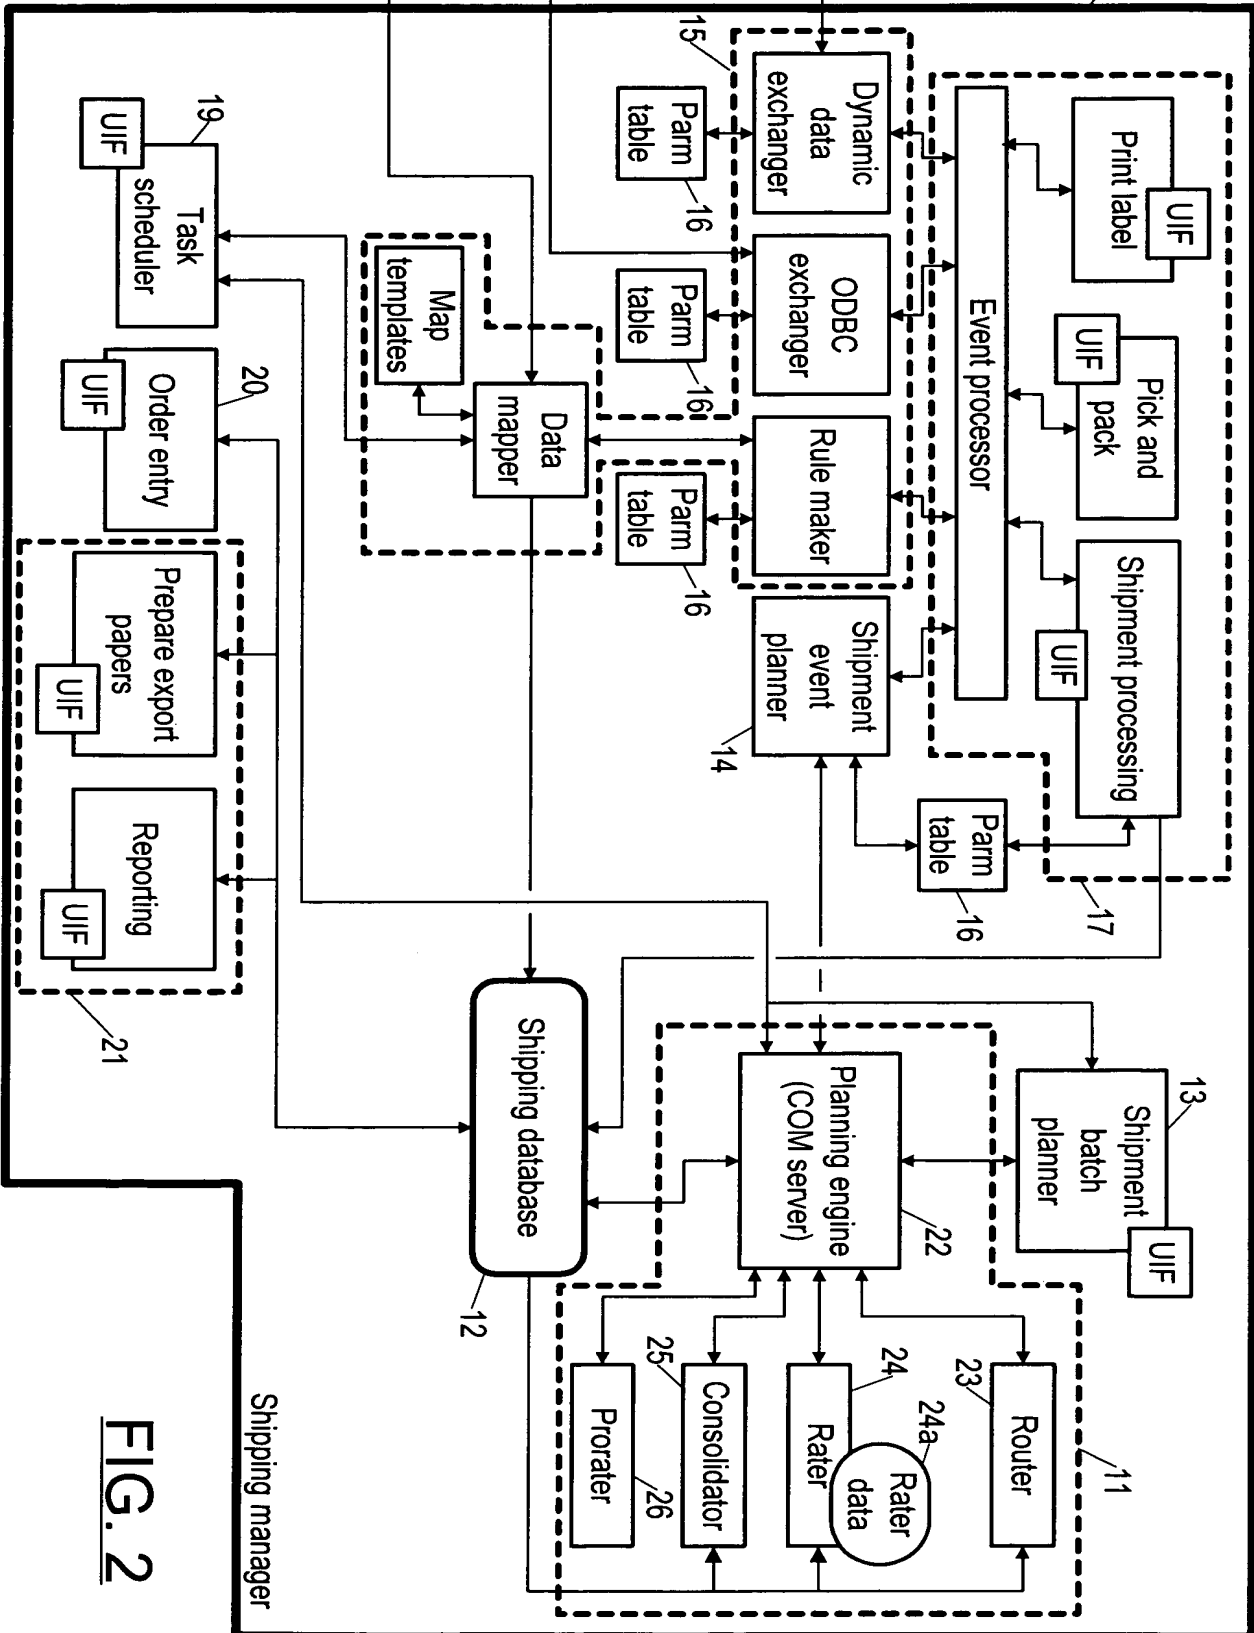 Print label
UIF
Pick and
pack
UIF
Shipment processing
UIF
17
Event processor
Parm
table
16
13
Shipment
batch
planner
UIF
15
Dynamic
data
exchanger
ODBC
exchanger
Rule maker
Shipment
event
planner
14
Parm
table
16
Parm
table
16
Parm
table
16
11
Planning engine
(COM server)
22
Router
23
Rater
data
24a
Rater
24
Consolidator
25
Prorater
26
Map
templates
Data
mapper
Shipping database
12
19
Task
scheduler
UIF
20
Order entry
UIF
Prepare export
papers
UIF
Reporting
UIF
21
Shipping manager
FIG. 2